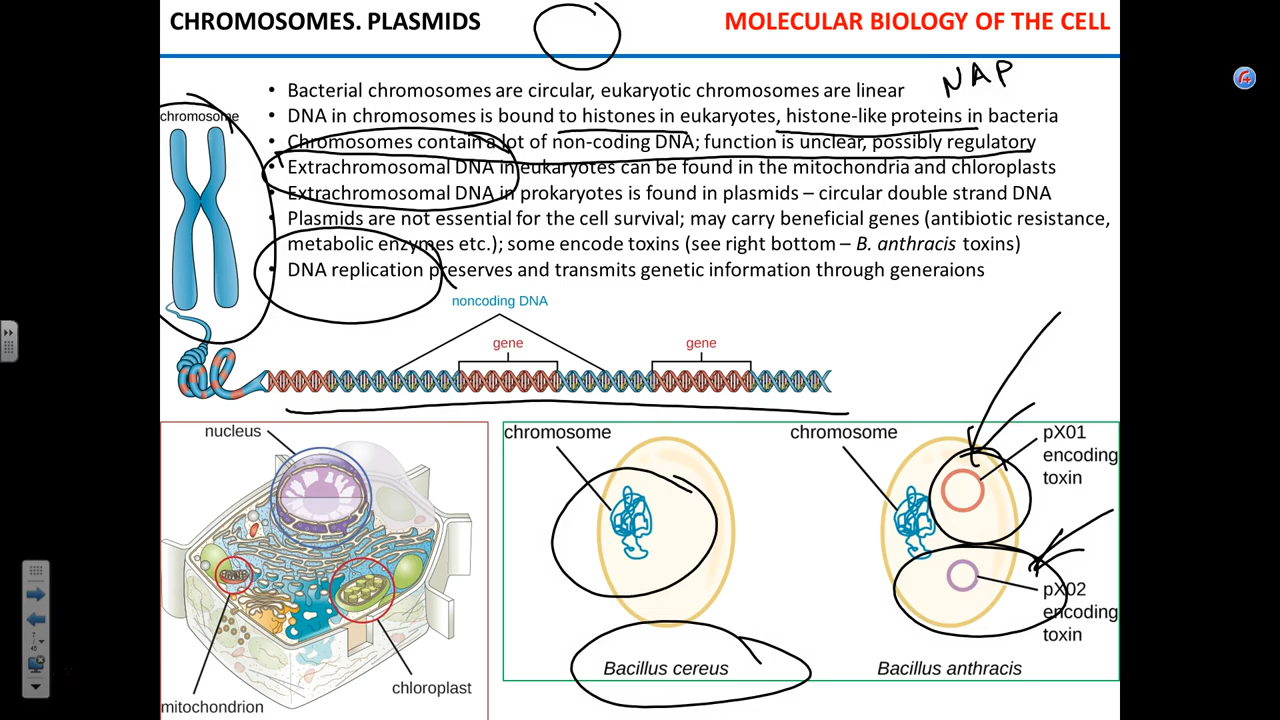 CHROMOSOMES. PLASMIDS
MOLECULAR BIOLOGY OF THE CELL
NAP
• Bacterial chromosomes are circular, eukaryotic chromosomes are linear
• DNA in chromosomes is bound to histones in eukaryotes, histone-like proteins in bacteria
• Chromosomes contain a lot of non-coding DNA; function is unclear, possibly regulatory
• Extrachromosomal DNA in eukaryotes can be found in the mitochondria and chloroplasts
• Extrachromosomal DNA in prokaryotes is found in plasmids – circular double strand DNA
• Plasmids are not essential for the cell survival; may carry beneficial genes (antibiotic resistance,
metabolic enzymes etc.); some encode toxins (see right bottom – B. anthracis toxins)
• DNA replication preserves and transmits genetic information through generaions
chromosome
noncoding DNA
gene
gene
nucleus
mitochondrion
chloroplast
chromosome
Bacillus cereus
chromosome
pX01
encoding
toxin
pX02
encoding
toxin
Bacillus anthracis
7
/
45